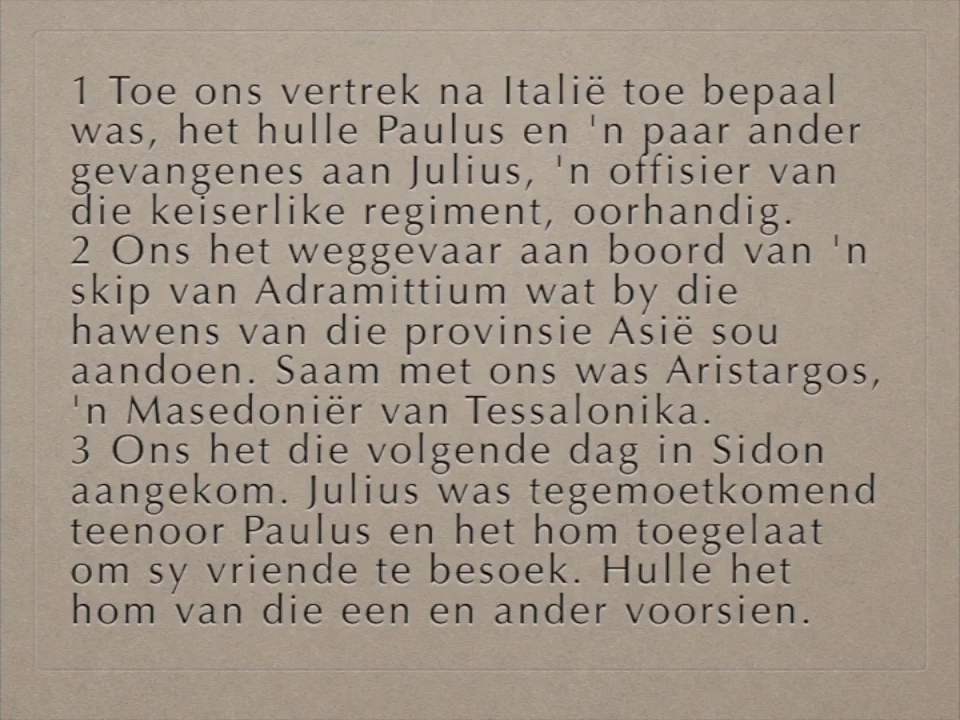 1 Toe ons vertrek na Italië toe bepaal
was, het hulle Paulus en 'n paar ander
gevangenes aan Julius, 'n offisier van
die keiserlike regiment, oorhandig.
2 Ons het weggevaar aan boord van 'n
skip van Adramittium wat by die
hawens van die provinsie Asië sou
aandoen. Saam met ons was Aristargos,
'n Masedoniër van Tessalonika.
3 Ons het die volgende dag in Sidon
aangekom. Julius was tegemoetkomend
teenoor Paulus en het hom toegelaat
om sy vriende te besoek. Hulle het
hom van die een en ander voorsien.